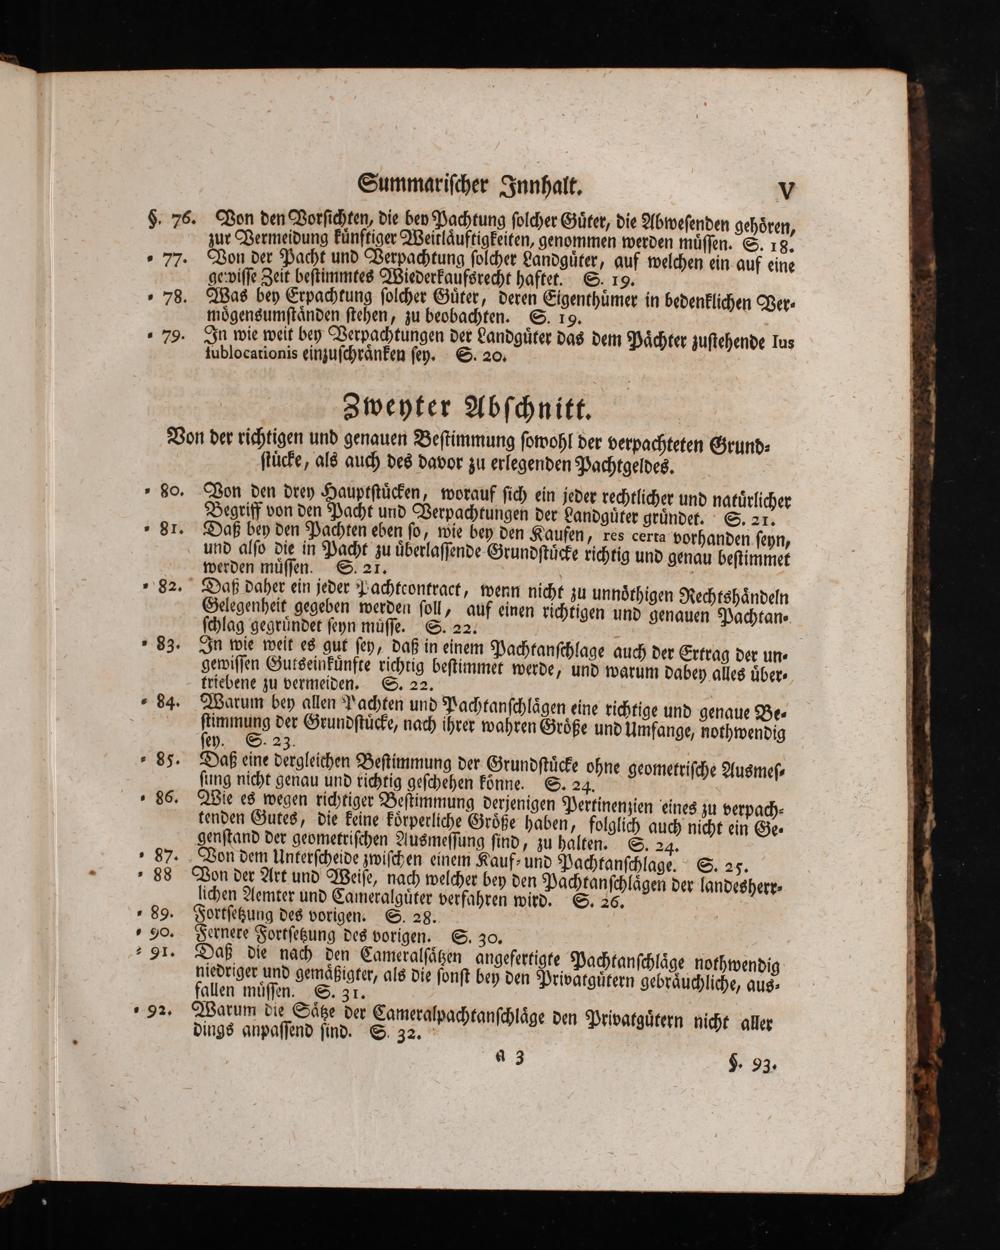 Summarischer Innhalt. V
§. 76. Von den Vorsichten, die bey Pachtung solcher Güter, die Abwesenden gehören,
zur Vermeidung künftiger Weitläuftigkeiten, genommen werden müssen. S. 18.
= 77. Von der Pacht und Verpachtung solcher Landgüter, auf welchen ein auf eine
gewisse Zeit bestimmtes Wiederkaufsrecht haftet. S. 19.
= 78. Was bey Erpachtung solcher Güter, deren Eigenthümer in bedenklichen Ver=
mögensumständen stehen, zu beobachten. S. 19.
= 79. In wie weit bey Verpachtungen der Landgüter das dem Pächter zustehende Ius
sublocationis einzuschränken sey. S. 20.
Zweyter Abschnitt.
Von der richtigen und genauen Bestimmung sowohl der verpachteten Grund=
stücke, als auch des davor zu erlegenden Pachtgeldes.
= 80. Von den drey Hauptstücken, worauf sich ein jeder rechtlicher und natürlicher
Begriff von den Pacht und Verpachtungen der Landgüter gründet. S. 21.
= 81. Daß bey den Pachten eben so, wie bey den Kaufen, res certa vorhanden seyn,
und also die in Pacht zu überlassende Grundstücke richtig und genau bestimmet
werden müssen. S. 21.
= 82. Daß daher ein jeder Pachtcontract, wenn nicht zu unnöthigen Rechtshändeln
Gelegenheit gegeben werden soll, auf einen richtigen und genauen Pachtan=
schlag gegründet seyn müsse. S. 22.
= 83. In wie weit es gut sey, daß in einem Pachtanschlage auch der Ertrag der un=
gewissen Gutseinkünfte richtig bestimmet werde, und warum dabey alles über=
triebene zu vermeiden. S. 22.
= 84. Warum bey allen Pachten und Pachtanschlägen eine richtige und genaue Be=
stimmung der Grundstücke, nach ihrer wahren Größe und Umfange, nothwendig
sey. S. 23.
= 85. Daß eine dergleichen Bestimmung der Grundstücke ohne geometrische Ausmes=
sung nicht genau und richtig geschehen könne. S. 24.
= 86. Wie es wegen richtiger Bestimmung derjenigen Pertinenzien eines zu verpach=
tenden Gutes, die keine körperliche Größe haben, folglich auch nicht ein Ge=
genstand der geometrischen Ausmessung sind, zu halten. S. 24.
= 87. Von dem Unterscheide zwischen einem Kauf= und Pachtanschlage. S. 25.
= 88 Von der Art und Weise, nach welcher bey den Pachtanschlägen der landesherr=
lichen Aemter und Cameralgüter verfahren wird. S. 26.
= 89. Fortsetzung des vorigen. S. 28.
= 90. Fernere Fortsetzung des vorigen. S. 30.
= 91. Daß die nach den Cameralsätzen angefertigte Pachtanschläge nothwendig
niedriger und gemäßigter, als die sonst bey den Privatgütern gebräuchliche, aus=
fallen müssen. S. 31.
= 92. Warum die Sätze der Cameralpachtanschläge den Privatgütern nicht aller
dings anpassend sind. S. 32.
a 3 §. 93.